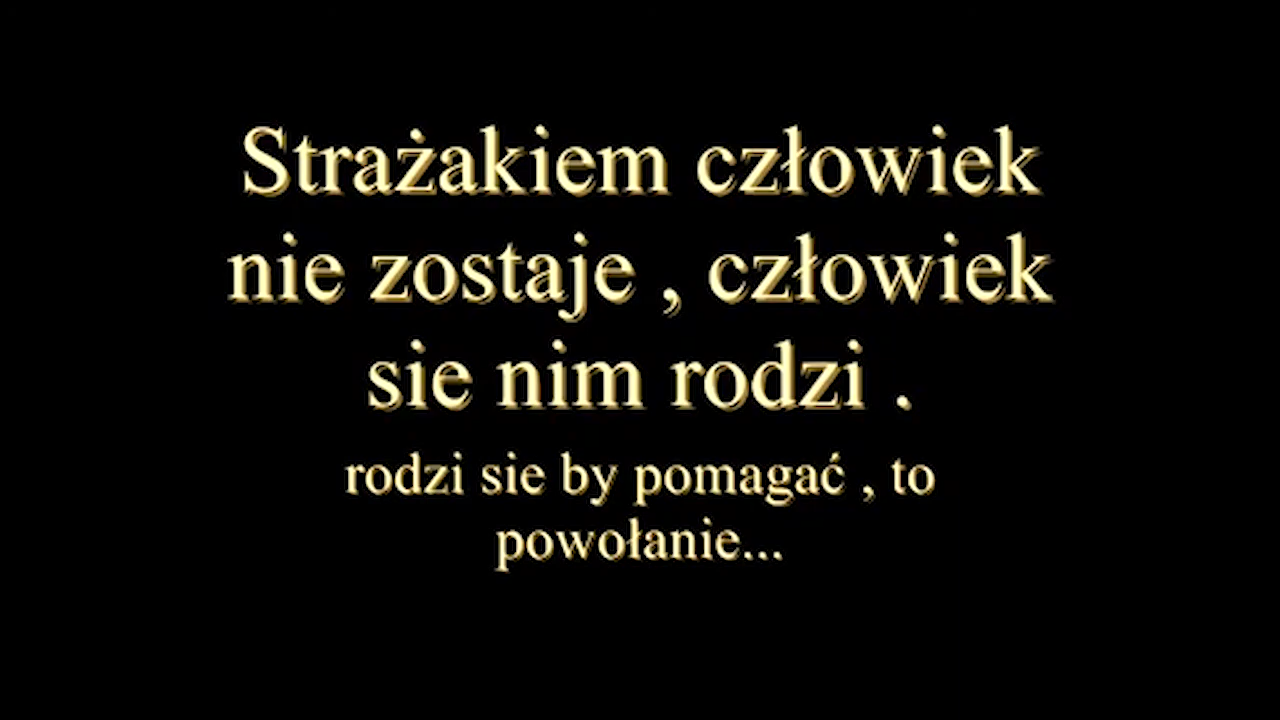 Strażakiem człowiek
nie zostaje , człowiek
sie nim rodzi .
rodzi sie by pomagać , to
powołanie...